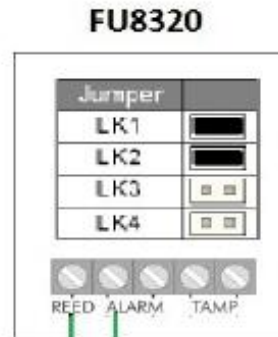 FU8320
Jumper
LK1
LK2
LK3
LK4
REED ALARM TAMP